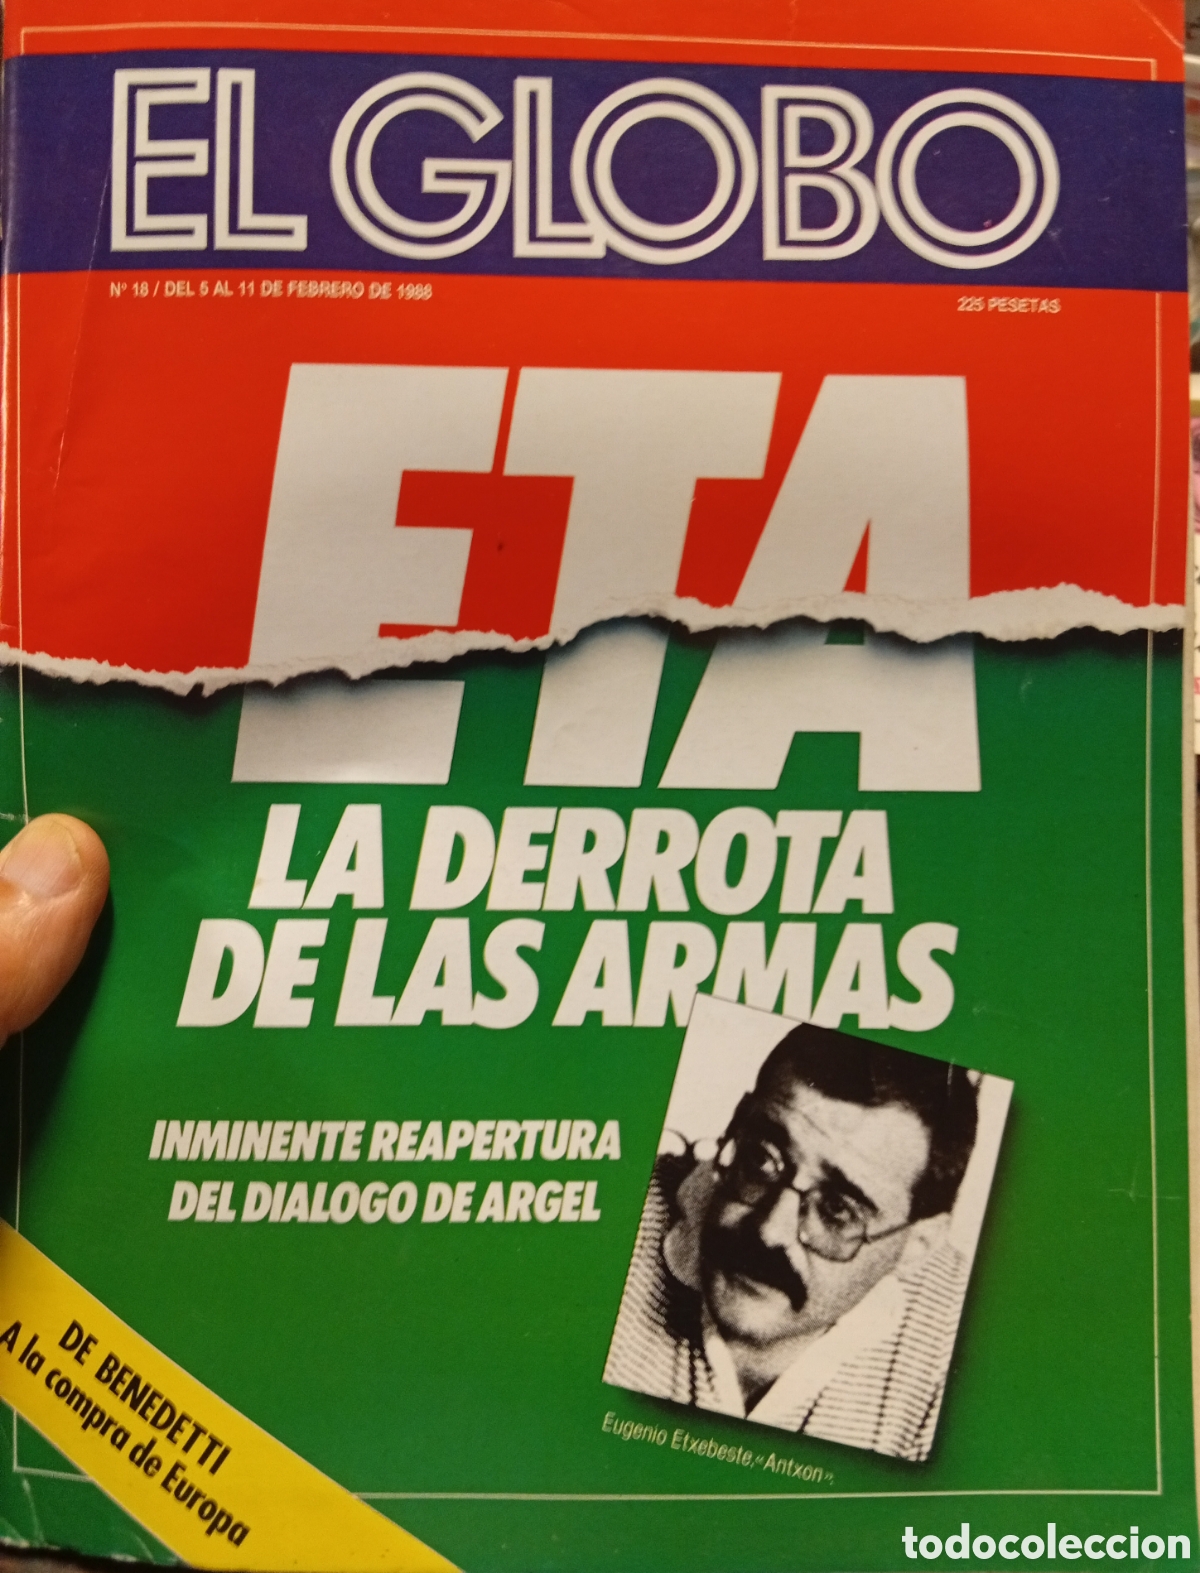 EL GLOBO
Nº 18 / DEL 5 AL 11 DE FEBRERO DE 1988
225 PESETAS
ETA
LA DERROTA
DE LAS ARMAS
INMINENTE REAPERTURA
DEL DIALOGO DE ARGEL
Eugenio Etxebeste, «Antxon».
DE BENEDETTI
A la compra de Europa
todocoleccion